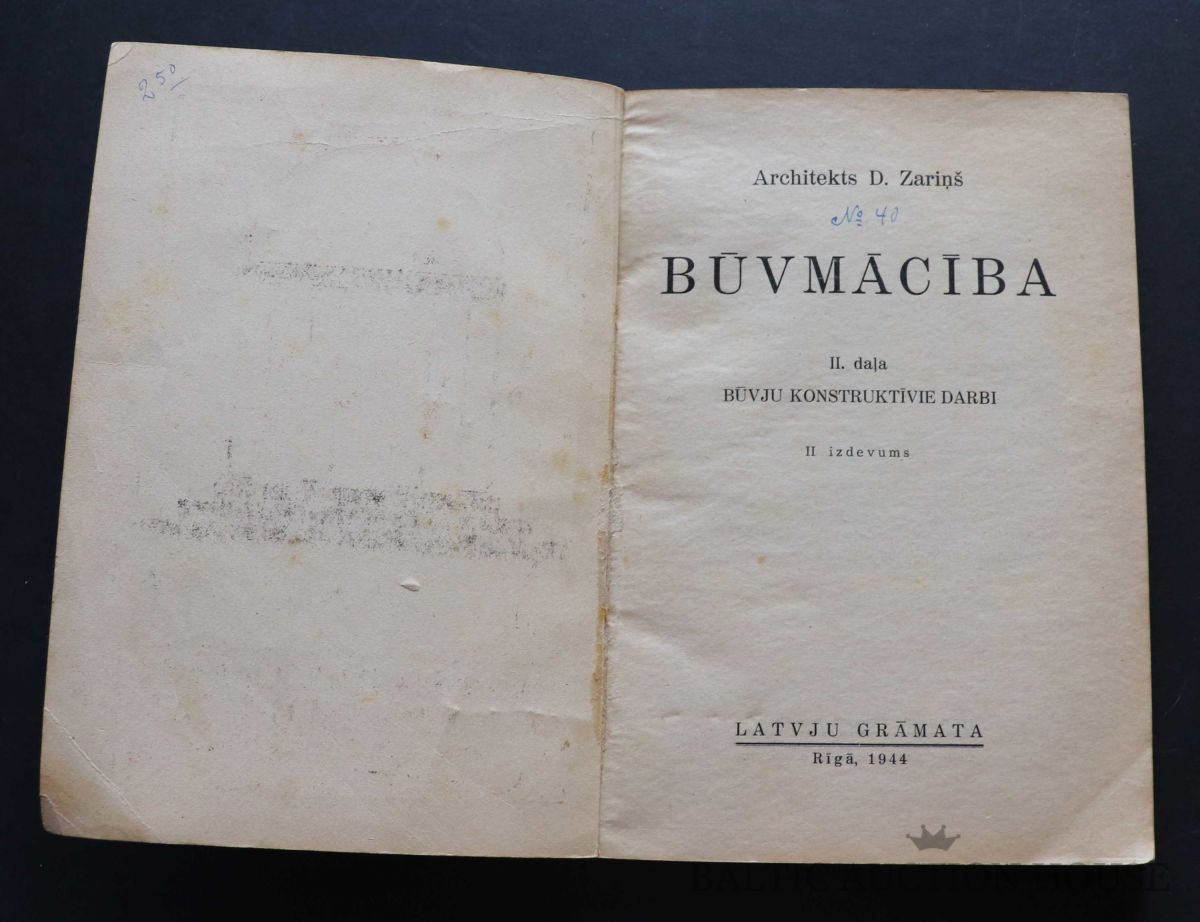 2 50
Architekts D. Zariņš
№ 40
BŪVMĀCĪBA
II. daļa
BŪVJU KONSTRUKTĪVIE DARBI
II izdevums
LATVJU GRĀMATA
Rīgā, 1944
BALTIC AUCTION HOUSE